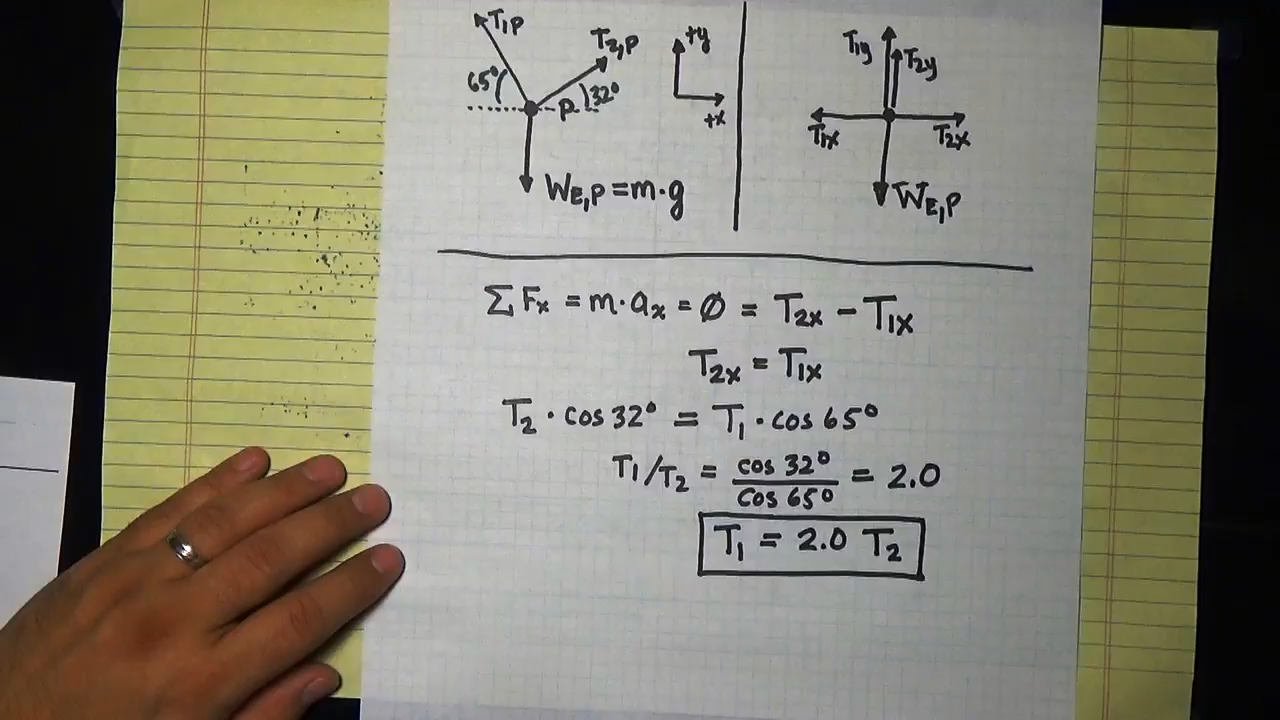 T1,P
T2,P
65°
32°
P
+y
+x
WE,P = m·g
T1y
T2y
T1x
T2x
WE,P
ΣFx = m·ax = Ø = T2x − T1x
T2x = T1x
T2 · cos 32° = T1 · cos 65°
T1/T2 = cos 32° / cos 65° = 2.0
T1 = 2.0 T2